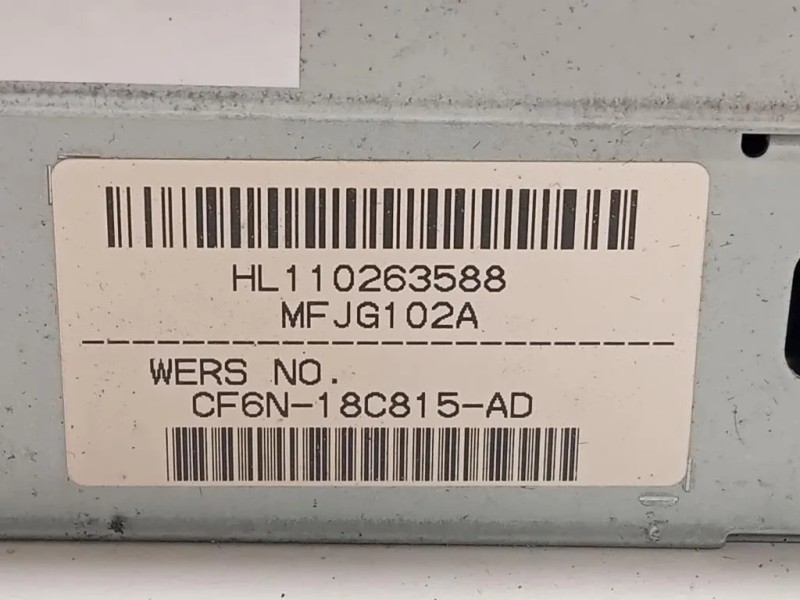 HL110263588
MFJG102A
WERS NO.
CF6N-18C815-AD